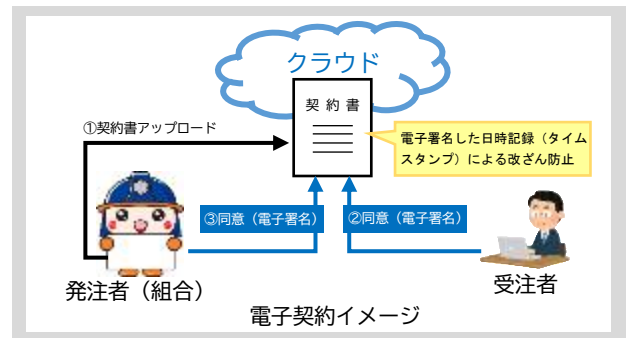 クラウド
契約書
①契約書アップロード
電子署名した日時記録（タイム
スタンプ）による改ざん防止
③同意（電子署名）
②同意（電子署名）
発注者（組合）
受注者
電子契約イメージ